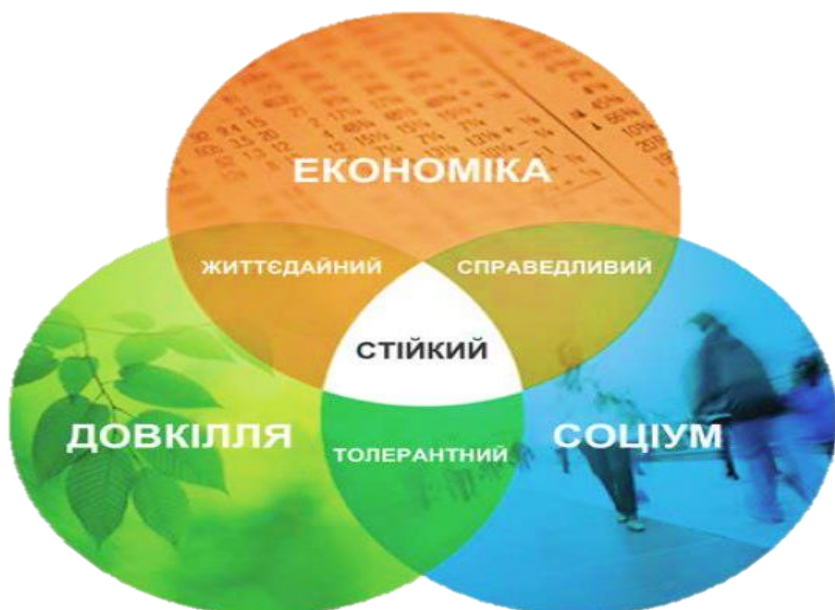 ЕКОНОМІКА
ЖИТТЄДАЙНИЙ
СПРАВЕДЛИВИЙ
СТІЙКИЙ
ДОВКІЛЛЯ
СОЦІУМ
ТОЛЕРАНТНИЙ